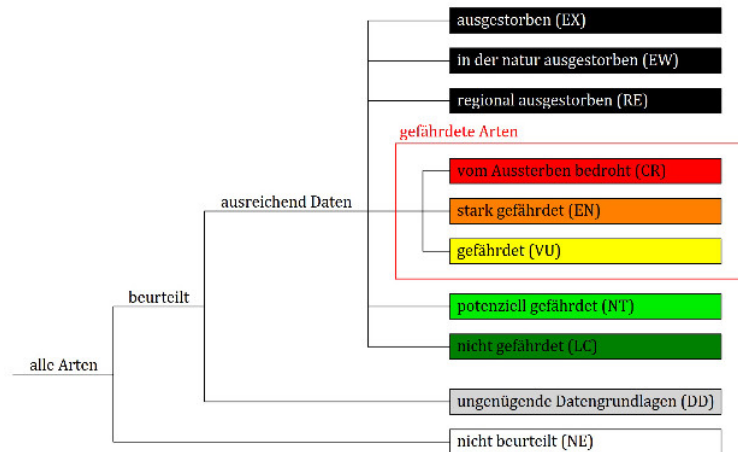 ausgestorben (EX)
in der natur ausgestorben (EW)
regional ausgestorben (RE)
gefährdete Arten
vom Aussterben bedroht (CR)
ausreichend Daten
stark gefährdet (EN)
gefährdet (VU)
beurteilt
potenziell gefährdet (NT)
nicht gefährdet (LC)
alle Arten
ungenügende Datengrundlagen (DD)
nicht beurteilt (NE)